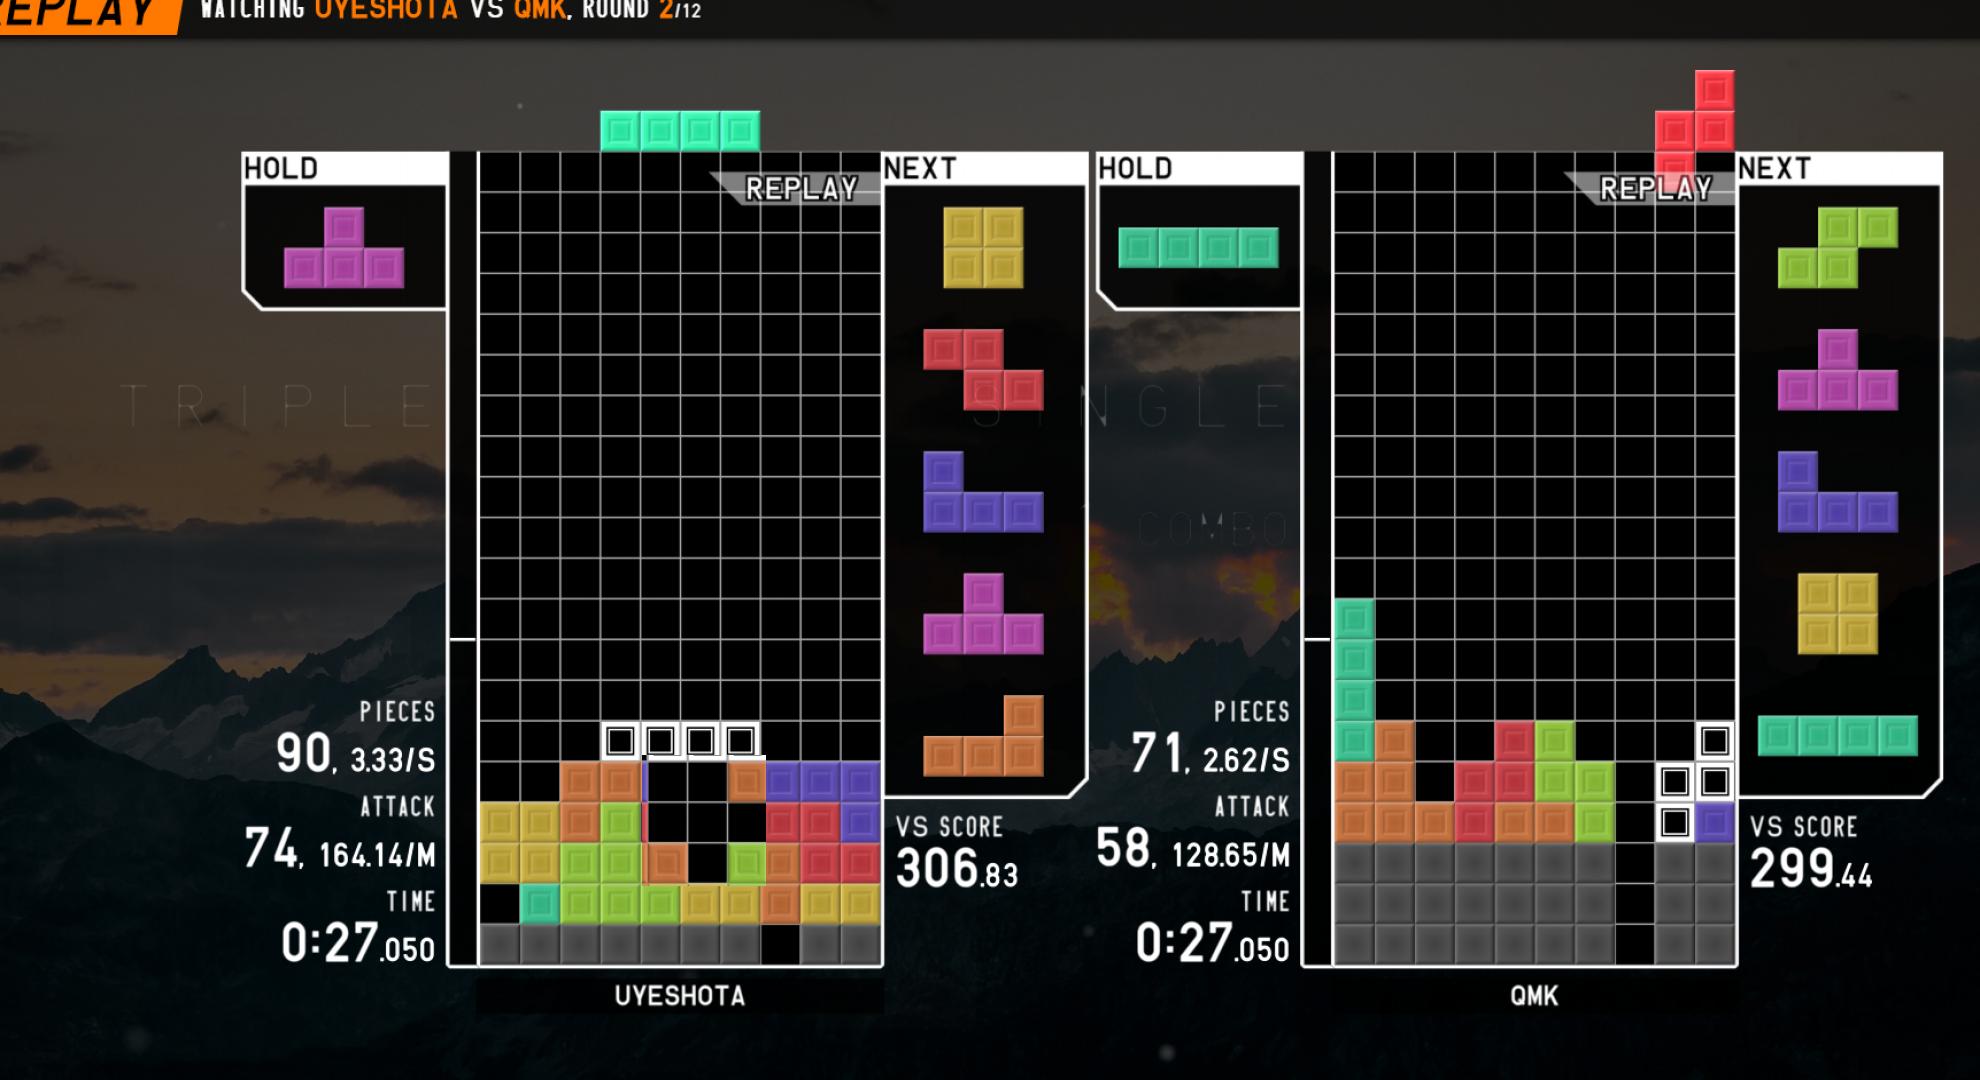 REPLAY WATCHING UYESHOTA VS QMK, ROUND 2/12
HOLD
REPLAY
NEXT
TRIPLE
PIECES
90, 3.33/S
ATTACK
74, 164.14/M
TIME
0:27.050
VS SCORE
306.83
UYESHOTA
HOLD
REPLAY
NEXT
SINGLE
COMBO
PIECES
71, 2.62/S
ATTACK
58, 128.65/M
TIME
0:27.050
VS SCORE
299.44
QMK